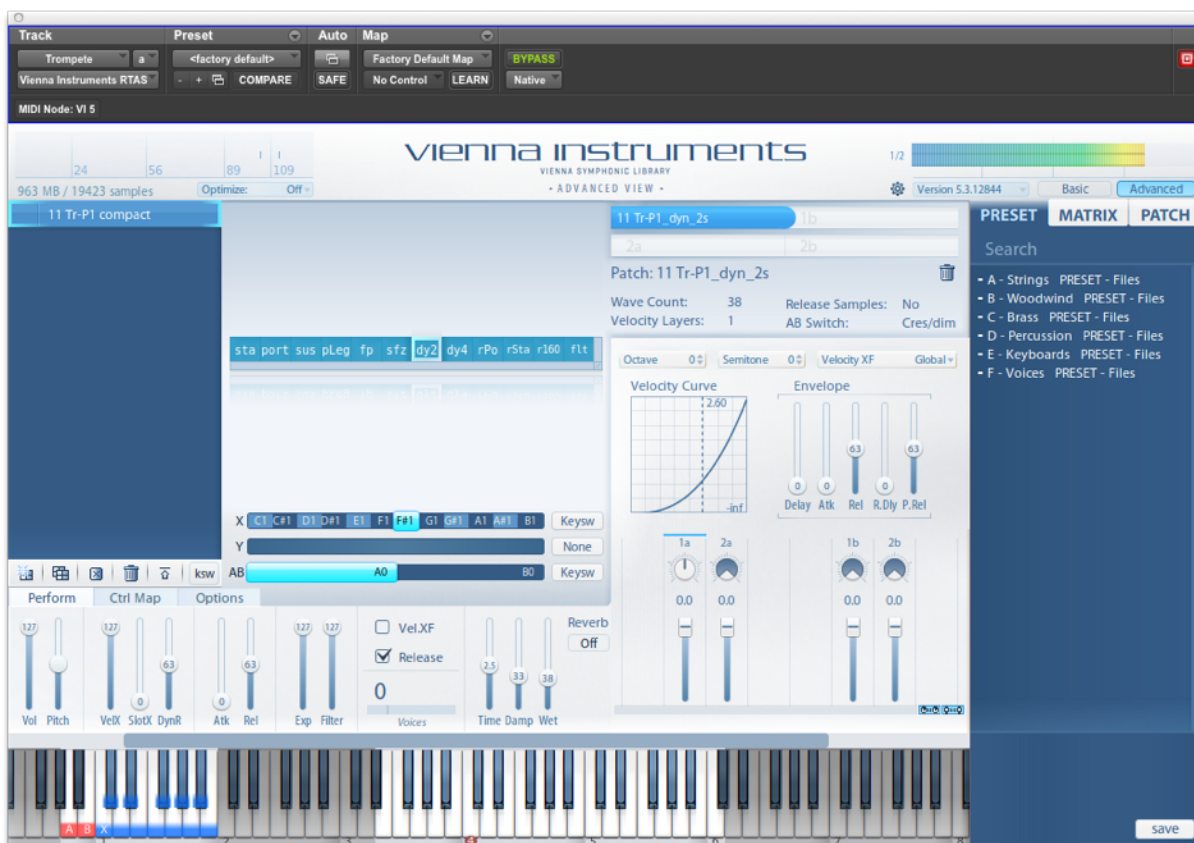 Track Preset Auto Map
Trompete a <factory default> Factory Default Map BYPASS
Vienna Instruments RTAS - + COMPARE SAFE No Control LEARN Native
MIDI Node: VI 5
24 56 89 109
vienna instruments
VIENNA SYMPHONIC LIBRARY
• ADVANCED VIEW •
1/2
963 MB / 19423 samples Optimize: Off
Version 5.3.12844 Basic Advanced
11 Tr-P1 compact
11 Tr-P1_dyn_2s 1b
2a 2b
Patch: 11 Tr-P1_dyn_2s
Wave Count: 38 Release Samples: No
Velocity Layers: 1 AB Switch: Cres/dim
PRESET MATRIX PATCH
Search
- A - Strings PRESET - Files
- B - Woodwind PRESET - Files
- C - Brass PRESET - Files
- D - Percussion PRESET - Files
- E - Keyboards PRESET - Files
- F - Voices PRESET - Files
sta port sus pLeg fp sfz dy2 dy4 rPo rSta r160 flt
Octave 0 Semitone 0 Velocity XF Global
Velocity Curve Envelope
2.60
-inf.
63 63
0 0 0
Delay Atk Rel R.Dly P.Rel
X C1 C#1 D1 D#1 E1 F1 F#1 G1 G#1 A1 A#1 B1 Keysw
Y None
AB A0 B0 Keysw
ksw
1a 2a 1b 2b
0.0 0.0 0.0 0.0
Perform Ctrl Map Options
127 127 63 0 0 63 127 127
Vel.XF
Release
0
Voices
Reverb
Off
2.5 33 38
Vol Pitch VelX SlotX DynR Atk Rel Exp Filter
Time Damp Wet
A B X
1 2 3 4 5 6 7 8
save